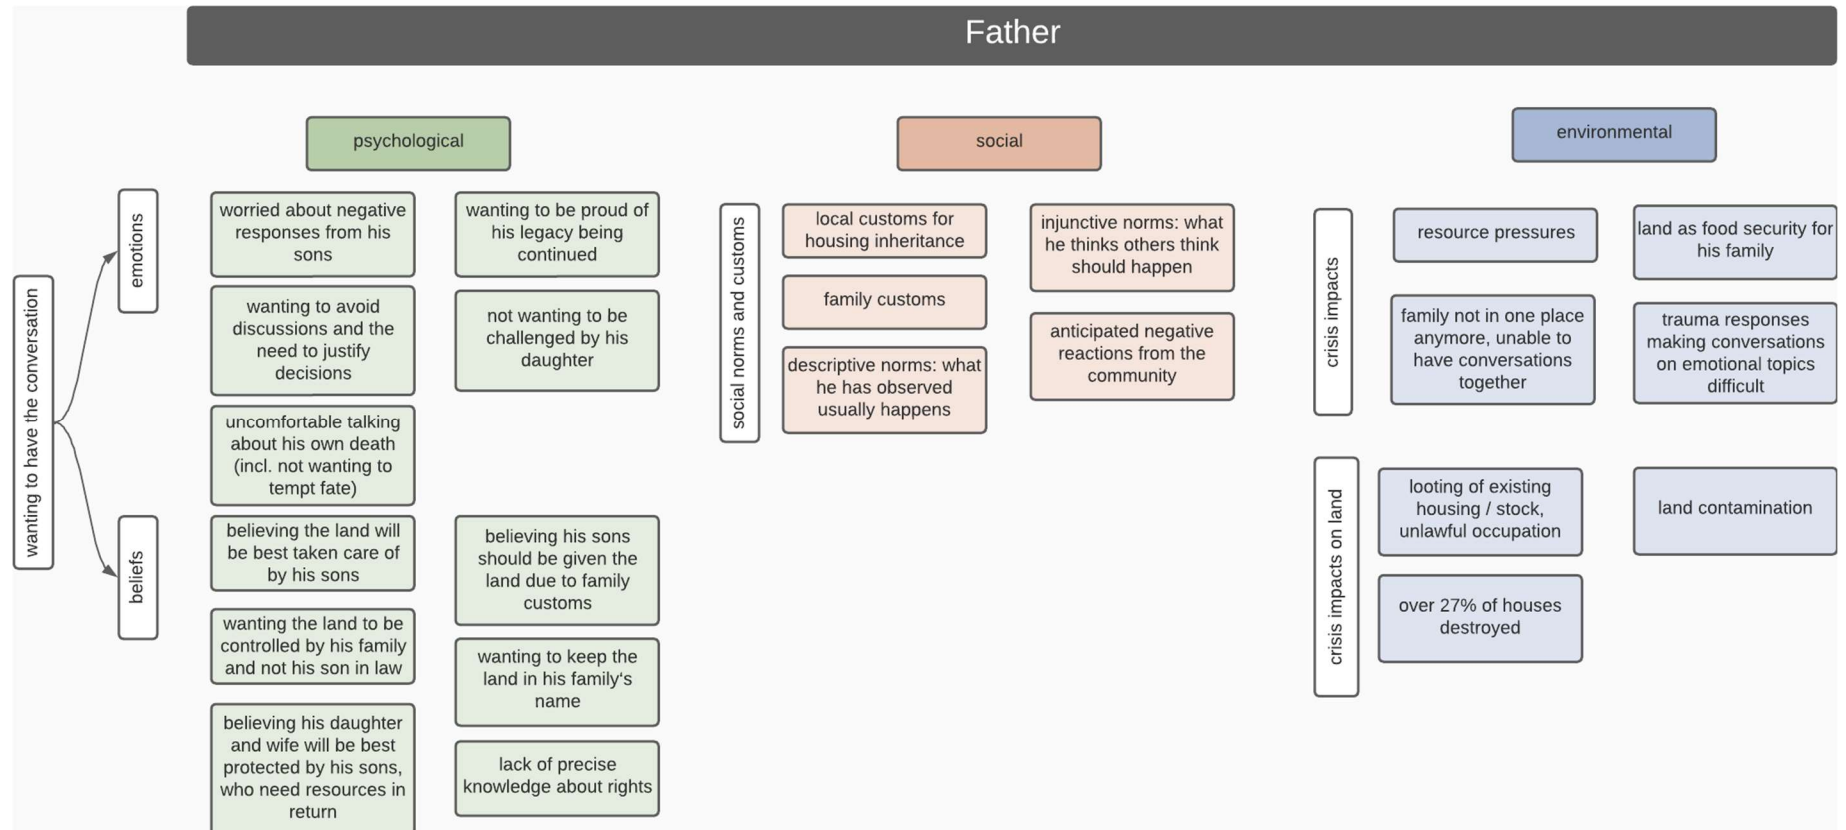 Father
psychological
social
environmental
wanting to have the conversation
emotions
worried about negative
responses from his
sons
wanting to be proud of
his legacy being
continued
wanting to avoid
discussions and the
need to justify
decisions
not wanting to be
challenged by his
daughter
uncomfortable talking
about his own death
(incl. not wanting to
tempt fate)
beliefs
believing the land will
be best taken care of
by his sons
believing his sons
should be given the
land due to family
customs
wanting the land to be
controlled by his family
and not his son in law
wanting to keep the
land in his family‘s
name
believing his daughter
and wife will be best
protected by his sons,
who need resources in
return
lack of precise
knowledge about rights
social norms and customs
local customs for
housing inheritance
injunctive norms: what
he thinks others think
should happen
family customs
anticipated negative
reactions from the
community
descriptive norms: what
he has observed
usually happens
crisis impacts
resource pressures
land as food security for
his family
family not in one place
anymore, unable to
have conversations
together
trauma responses
making conversations
on emotional topics
difficult
crisis impacts on land
looting of existing
housing / stock,
unlawful occupation
land contamination
over 27% of houses
destroyed